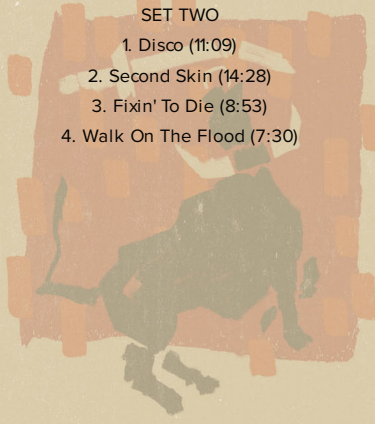 SET TWO
1. Disco (11:09)
2. Second Skin (14:28)
3. Fixin' To Die (8:53)
4. Walk On The Flood (7:30)